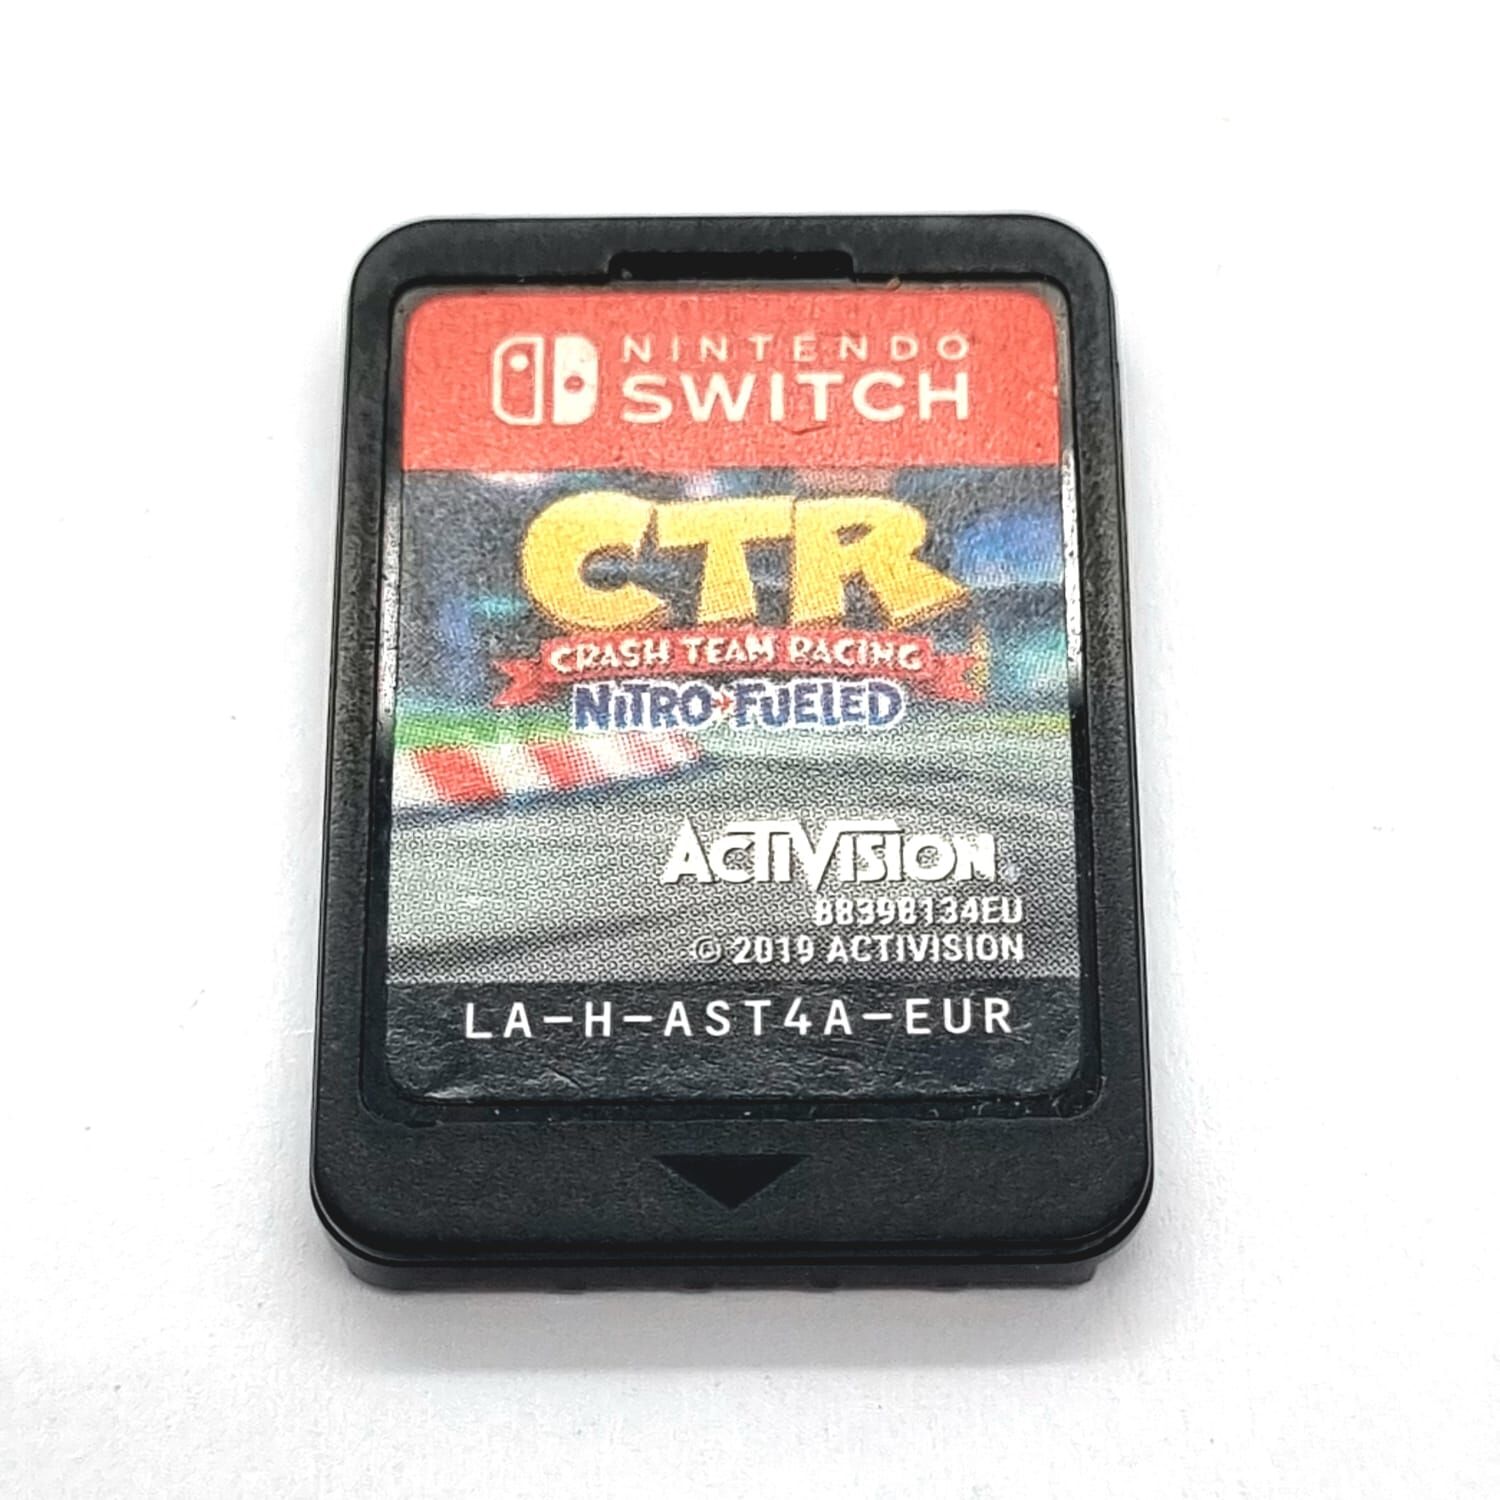 NINTENDO
SWITCH
CTR
CRASH TEAM RACING
NITRO FUELED
ACTIVISION
88398134EU
© 2019 ACTIVISION
LA-H-AST4A-EUR